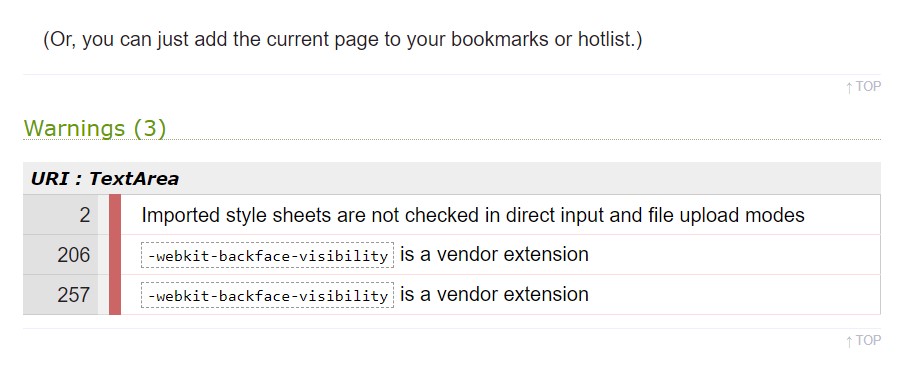 (Or, you can just add the current page to your bookmarks or hotlist.)
↑ TOP
Warnings (3)
URI : TextArea
2 Imported style sheets are not checked in direct input and file upload modes
206 -webkit-backface-visibility is a vendor extension
257 -webkit-backface-visibility is a vendor extension
↑ TOP